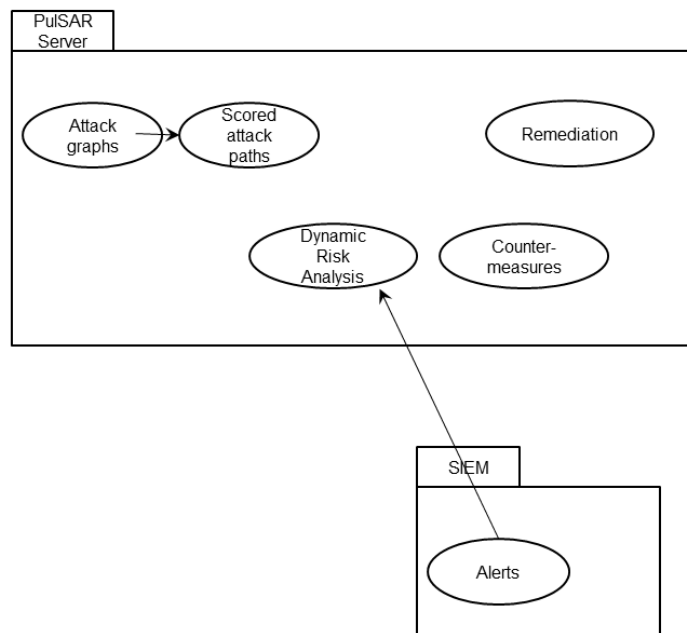 PulSAR
Server
Attack
graphs
Scored
attack
paths
Remediation
Dynamic
Risk
Analysis
Counter-
measures
SIEM
Alerts